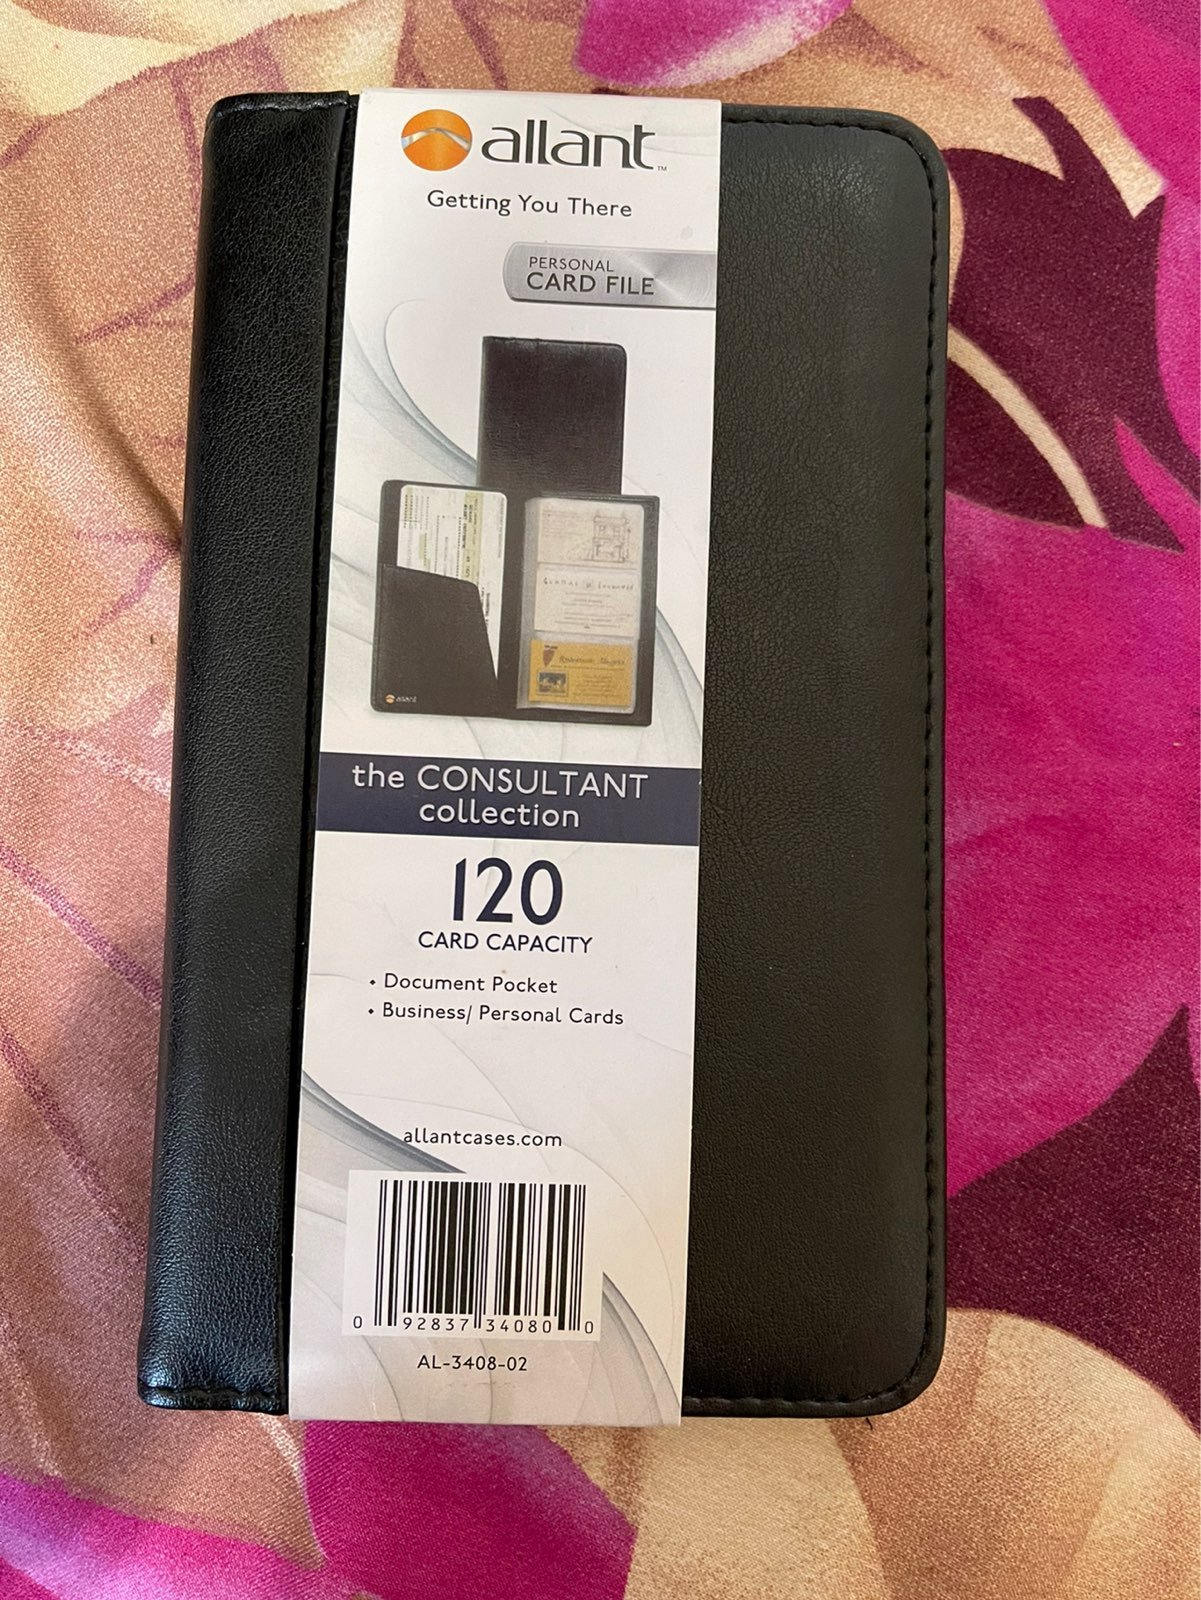 allant™
Getting You There
PERSONAL
CARD FILE
allant
the CONSULTANT
collection
120
CARD CAPACITY
• Document Pocket
• Business/ Personal Cards
allantcases.com
0 92837 34080 0
AL-3408-02